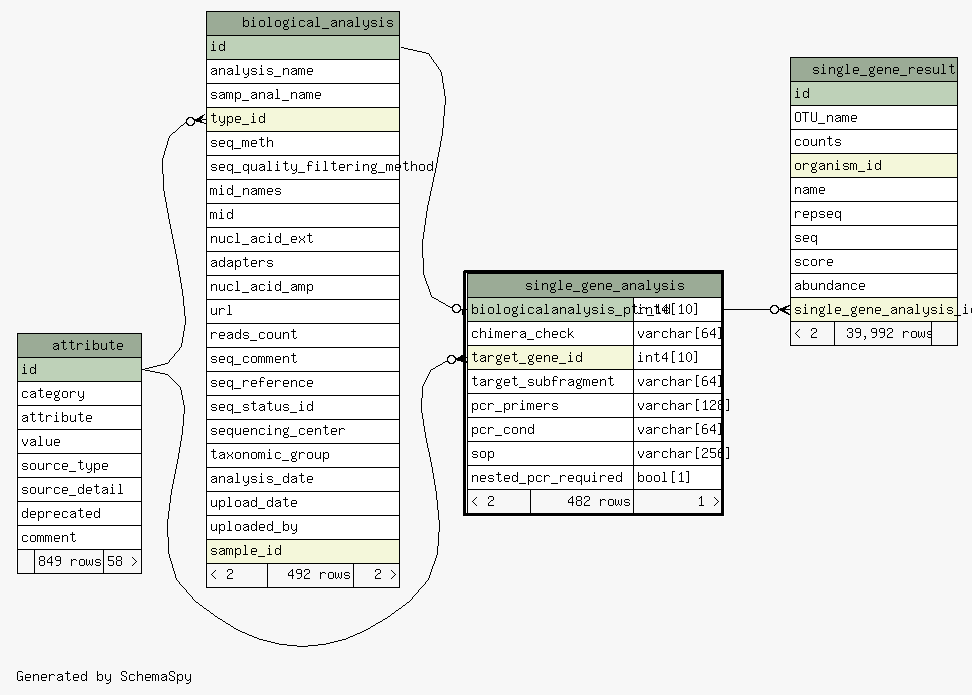 biological_analysis
id
analysis_name
samp_anal_name
type_id
seq_meth
seq_quality_filtering_method
mid_names
mid
nucl_acid_ext
adapters
nucl_acid_amp
url
reads_count
seq_comment
seq_reference
seq_status_id
sequencing_center
taxonomic_group
analysis_date
upload_date
uploaded_by
sample_id
< 2 492 rows 2 >
single_gene_result
id
OTU_name
counts
organism_id
name
repseq
seq
score
abundance
single_gene_analysis_id
< 2 39,992 rows
single_gene_analysis
biologicalanalysis_ptr_id int4[10]
chimera_check varchar[64]
target_gene_id int4[10]
target_subfragment varchar[64]
pcr_primers varchar[128]
pcr_cond varchar[64]
sop varchar[256]
nested_pcr_required bool[1]
< 2 482 rows 1 >
attribute
id
category
attribute
value
source_type
source_detail
deprecated
comment
849 rows 58 >
Generated by SchemaSpy